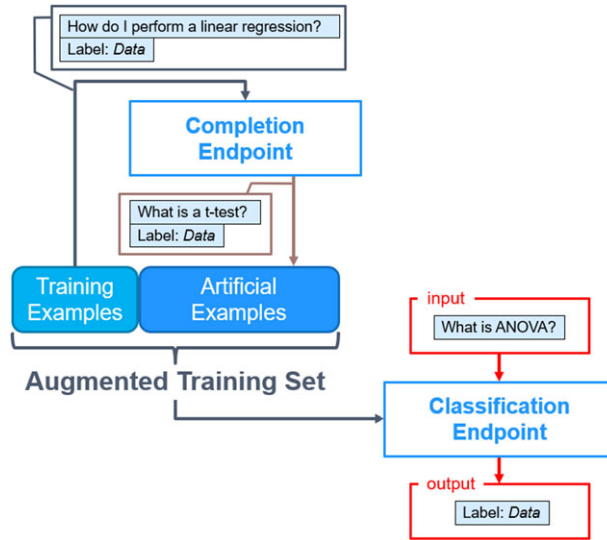 How do I perform a linear regression?
Label: Data
Completion
Endpoint
What is a t-test?
Label: Data
Training
Examples
Artificial
Examples
Augmented Training Set
input
What is ANOVA?
Classification
Endpoint
output
Label: Data